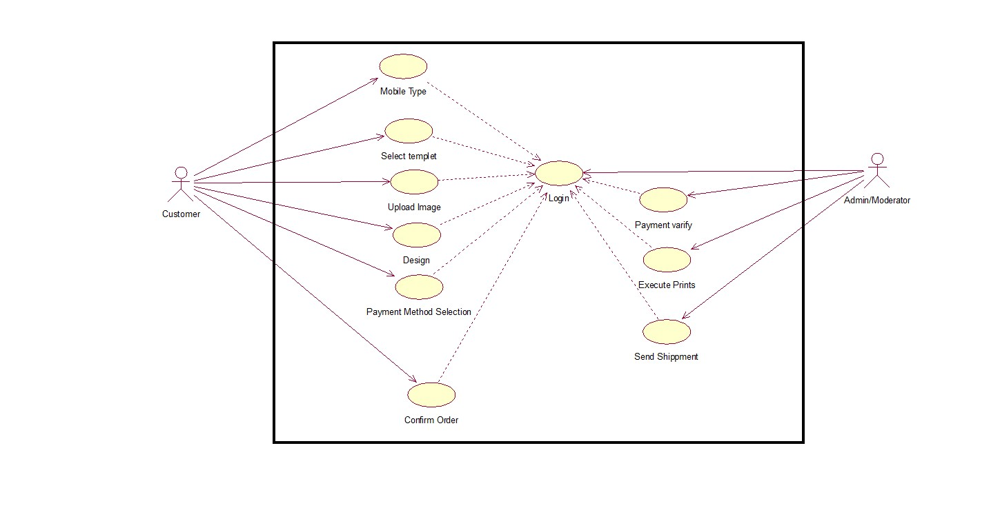 Mobile Type
Select templet
Upload Image
Customer
Design
Payment Method Selection
Confirm Order
Login
Payment varify
Execute Prints
Send Shippment
Admin/Moderator